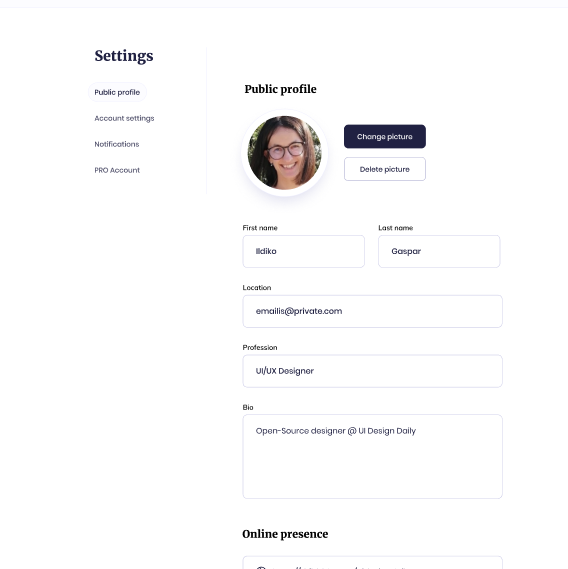 Settings
Public profile
Account settings
Notifications
PRO Account
Public profile
Change picture
Delete picture
First name
Last name
Ildiko
Gaspar
Location
emailis@private.com
Profession
UI/UX Designer
Bio
Open-Source designer @ UI Design Daily
Online presence